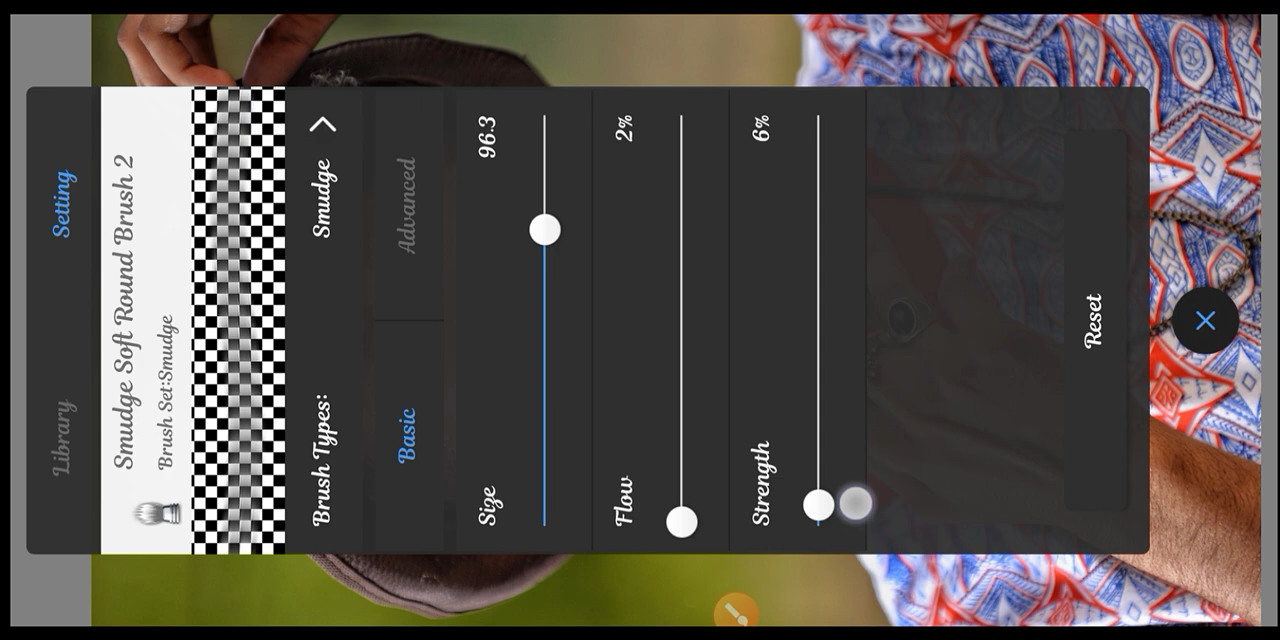 Library
Setting
Smudge Soft Round Brush 2
Brush Set:Smudge
Brush Types:
Smudge
Basic
Advanced
Size
96.3
Flow
2%
Strength
6%
Reset